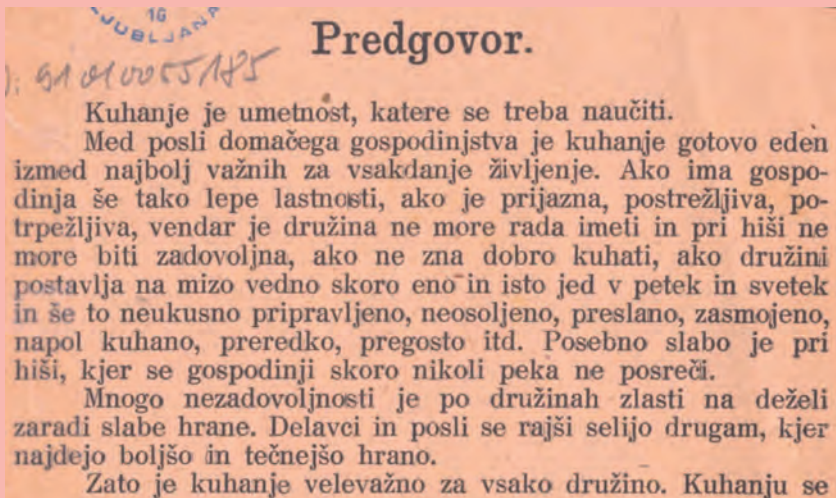 16
LJUBLJANA
Predgovor.
Kuhanje je umetnost, katere se treba naučiti.
Med posli domačega gospodinjstva je kuhanje gotovo eden
izmed najbolj važnih za vsakdanje življenje. Ako ima gospo-
dinja še tako lepe lastnosti, ako je prijazna, postrežljiva, po-
trpežljiva, vendar je družina ne more rada imeti in pri hiši ne
more biti zadovoljna, ako ne zna dobro kuhati, ako družini
postavlja na mizo vedno skoro eno in isto jed v petek in svetek
in še to neukusno pripravljeno, neosoljeno, preslano, zasmojeno,
napol kuhano, preredko, pregosto itd. Posebno slabo je pri
hiši, kjer se gospodinji skoro nikoli peka ne posreči.
Mnogo nezadovoljnosti je po družinah zlasti na deželi
zaradi slabe hrane. Delavci in posli se rajši selijo drugam, kjer
najdejo boljšo in tečnejšo hrano.
Zato je kuhanje velevažno za vsako družino. Kuhanju se